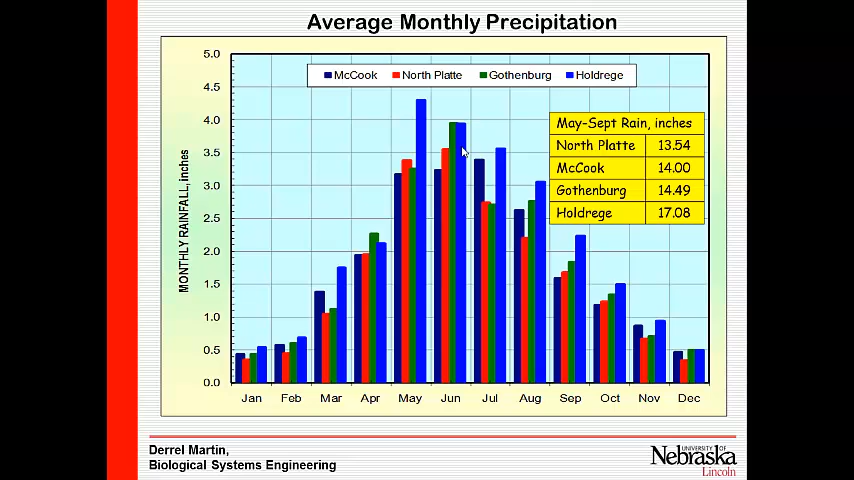 Average Monthly Precipitation
5.0
4.5
4.0
3.5
3.0
2.5
2.0
1.5
1.0
0.5
0.0
MONTHLY RAINFALL, inches
McCook North Platte Gothenburg Holdrege
May-Sept Rain, inches
North Platte 13.54
McCook 14.00
Gothenburg 14.49
Holdrege 17.08
Jan Feb Mar Apr May Jun Jul Aug Sep Oct Nov Dec
Derrel Martin,
Biological Systems Engineering
UNIVERSITY OF
Nebraska
Lincoln